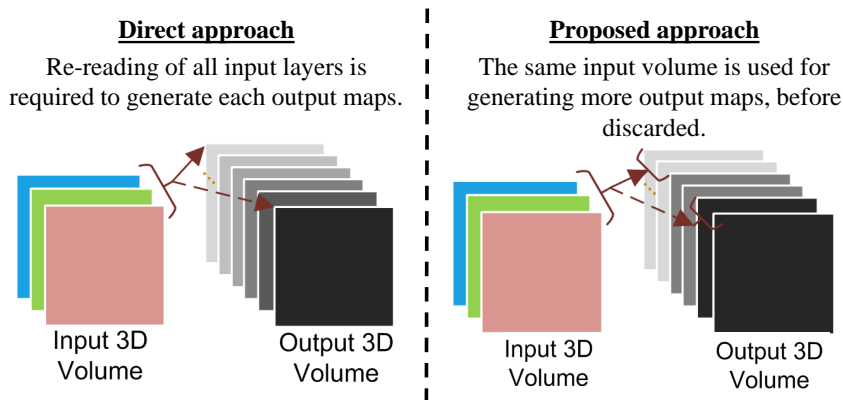 Direct approach
Re-reading of all input layers is
required to generate each output maps.
Input 3D
Volume
Output 3D
Volume
Proposed approach
The same input volume is used for
generating more output maps, before
discarded.
Input 3D
Volume
Output 3D
Volume